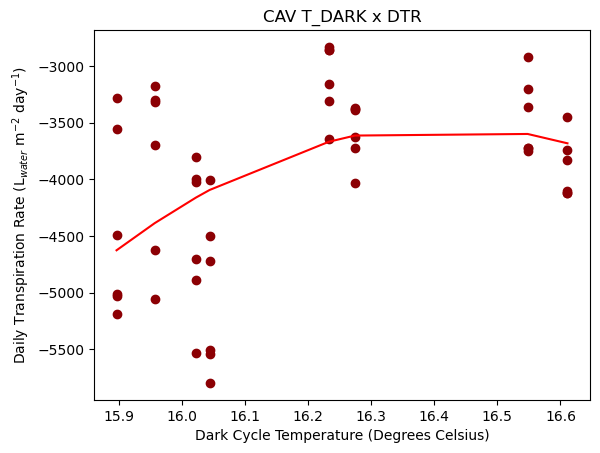 CAV T_DARK x DTR
Daily Transpiration Rate (L_water m⁻² day⁻¹)
−3000
−3500
−4000
−4500
−5000
−5500
15.9 16.0 16.1 16.2 16.3 16.4 16.5 16.6
Dark Cycle Temperature (Degrees Celsius)